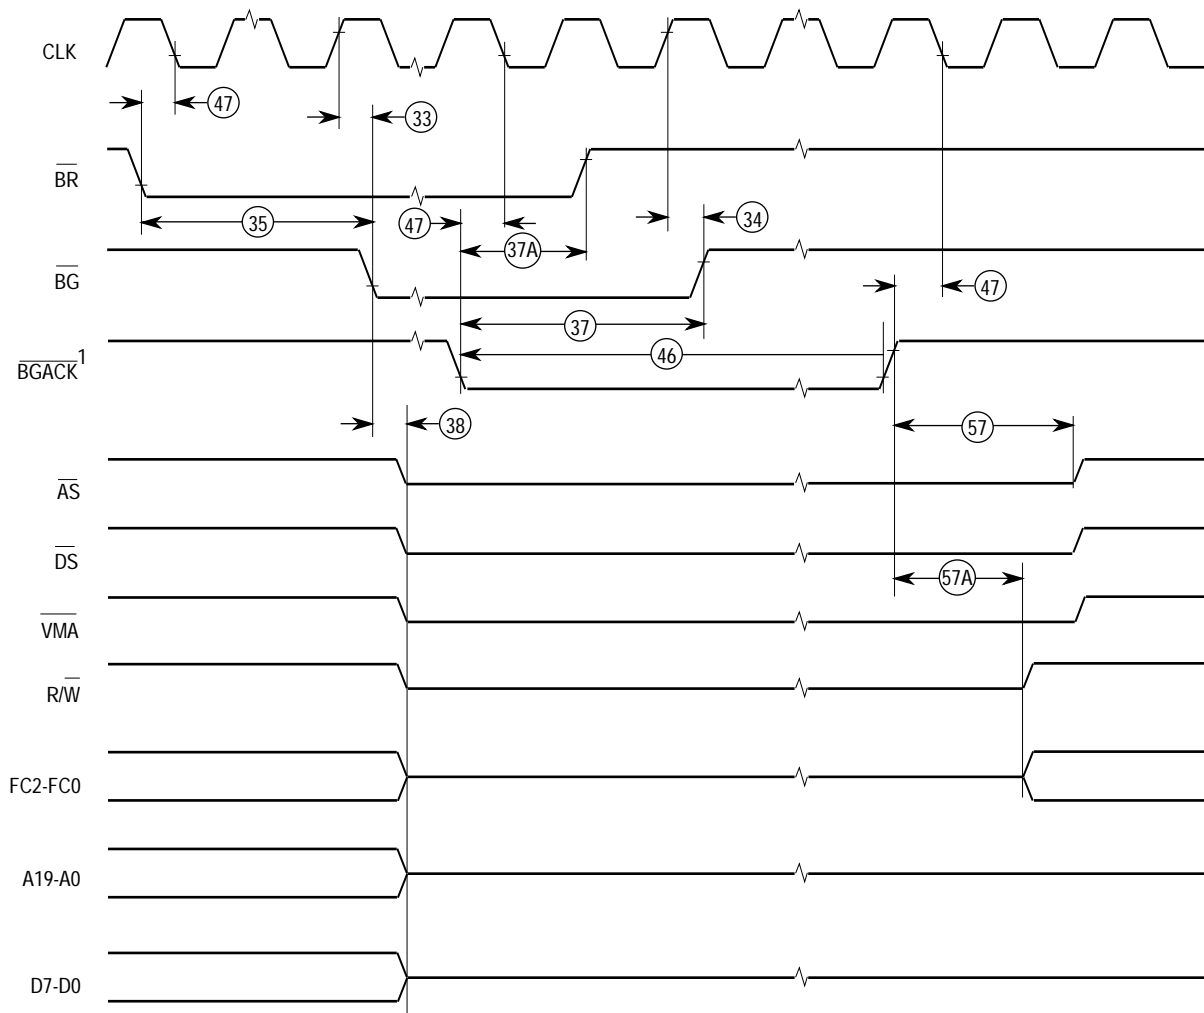 CLK
47
33
BR
35
47
37A
34
BG
47
37
BGACK1
46
38
57
AS
DS
57A
VMA
R/W
FC2-FC0
A19-A0
D7-D0